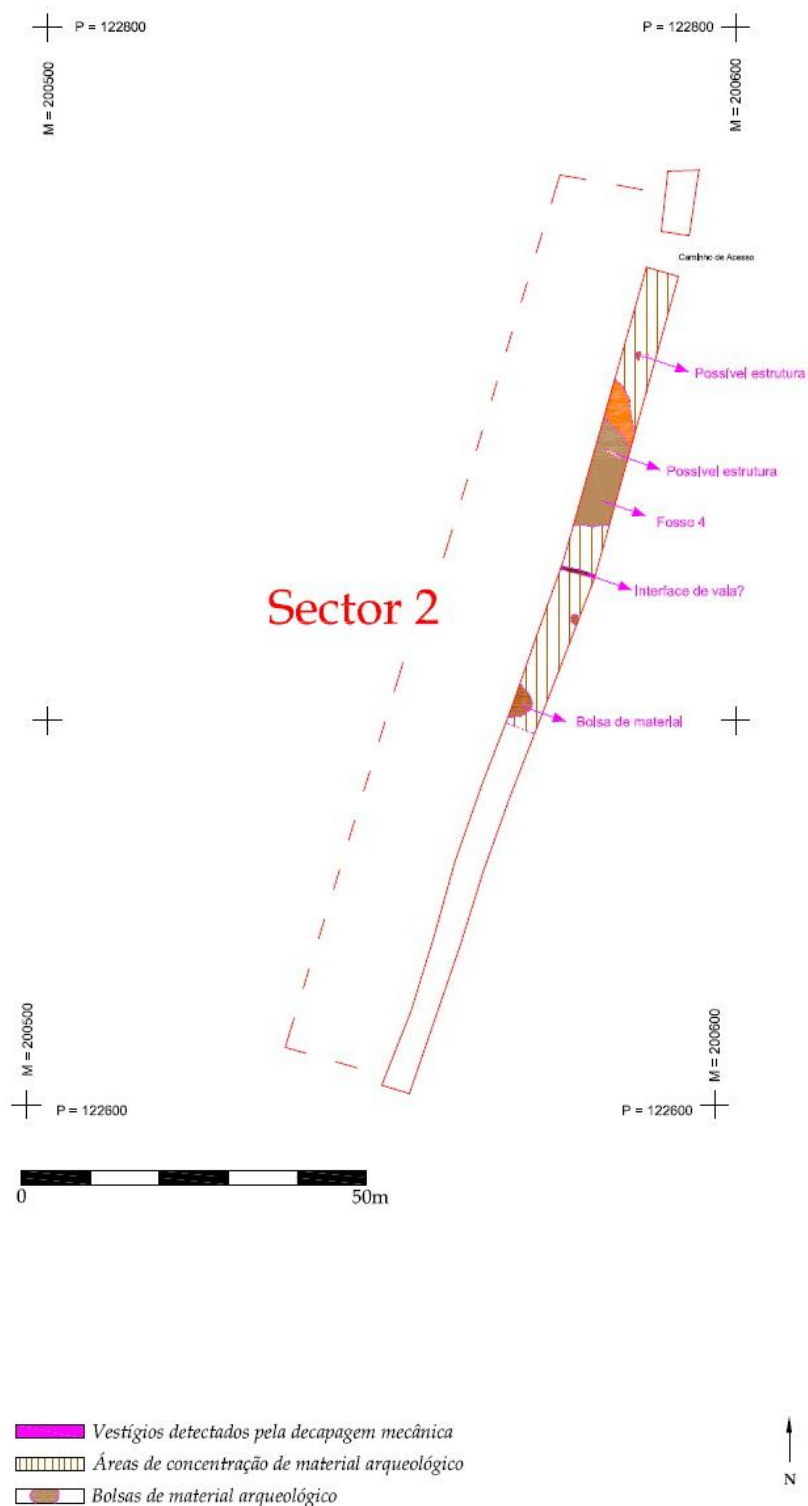 P = 122800
P = 122800
M = 200500
M = 200600
Caminho de Acesso
Possível estrutura
Possível estrutura
Fosso 4
Interface de vala?
Sector 2
Bolsa de material
M = 200500
M = 200600
P = 122600
P = 122600
0
50m
Vestígios detectados pela decapagem mecânica
Áreas de concentração de material arqueológico
Bolsas de material arqueológico
N